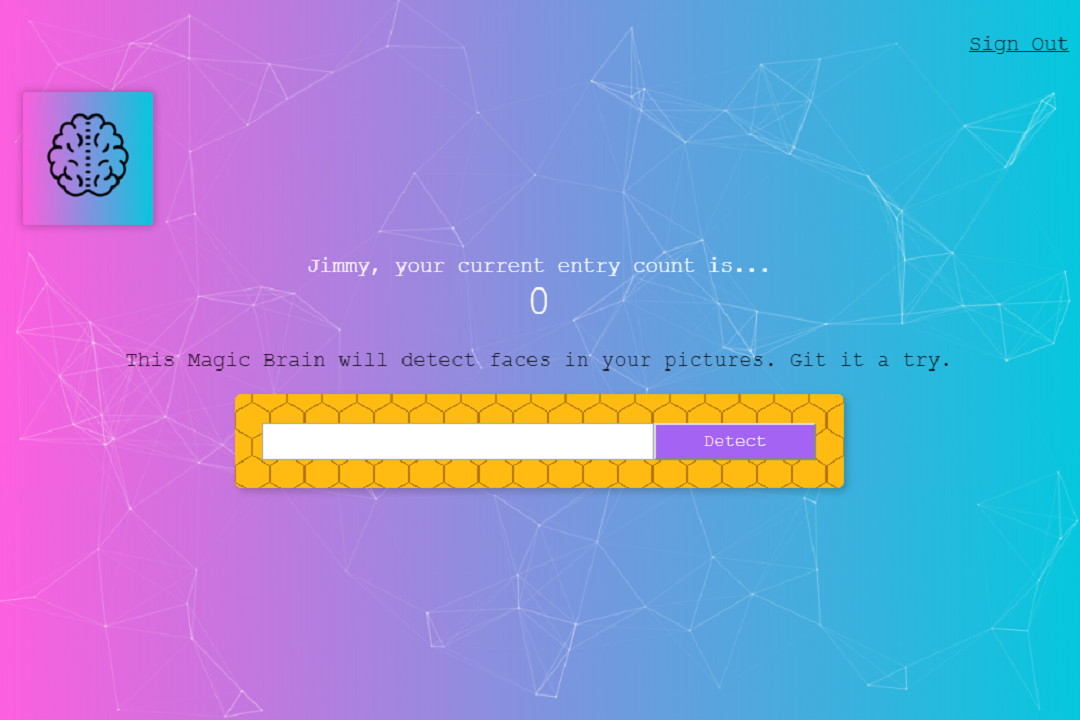 Sign Out
Jimmy, your current entry count is...
0
This Magic Brain will detect faces in your pictures. Git it a try.
Detect